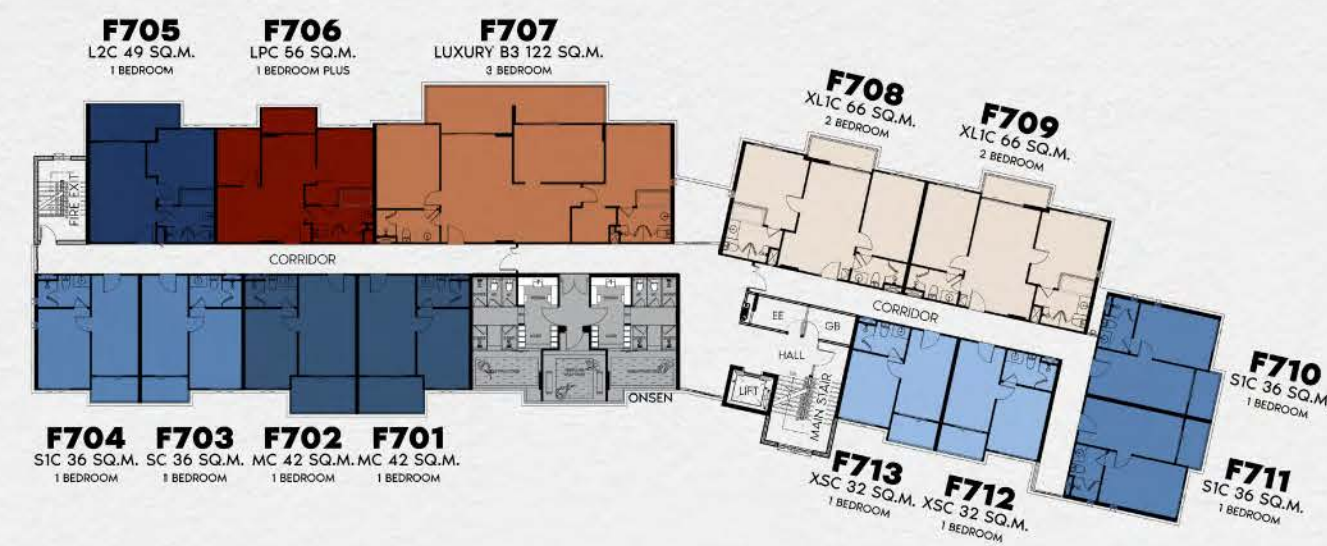 F705
L2C 49 SQ.M.
1 BEDROOM
F706
LPC 56 SQ.M.
1 BEDROOM PLUS
F707
LUXURY B3 122 SQ.M.
3 BEDROOM
F708
XL1C 66 SQ.M.
2 BEDROOM
F709
XL1C 66 SQ.M.
2 BEDROOM
FIRE EXIT
CORRIDOR
CORRIDOR
EE
GB
HALL
LIFT
MAIN STAIR
ONSEN
F710
S1C 36 SQ.M.
1 BEDROOM
F711
S1C 36 SQ.M.
1 BEDROOM
F704
S1C 36 SQ.M.
1 BEDROOM
F703
SC 36 SQ.M.
1 BEDROOM
F702
MC 42 SQ.M.
1 BEDROOM
F701
MC 42 SQ.M.
1 BEDROOM
F713
XSC 32 SQ.M.
1 BEDROOM
F712
XSC 32 SQ.M.
1 BEDROOM